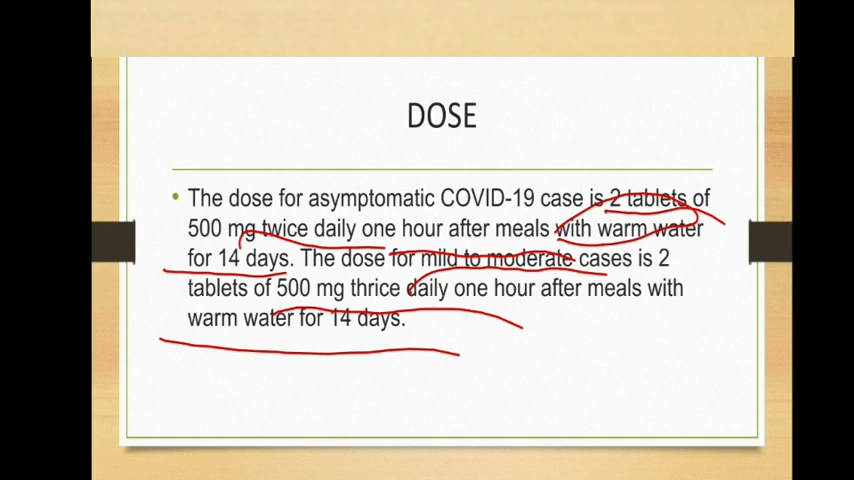 DOSE
• The dose for asymptomatic COVID-19 case is 2 tablets of
500 mg twice daily one hour after meals with warm water
for 14 days. The dose for mild to moderate cases is 2
tablets of 500 mg thrice daily one hour after meals with
warm water for 14 days.